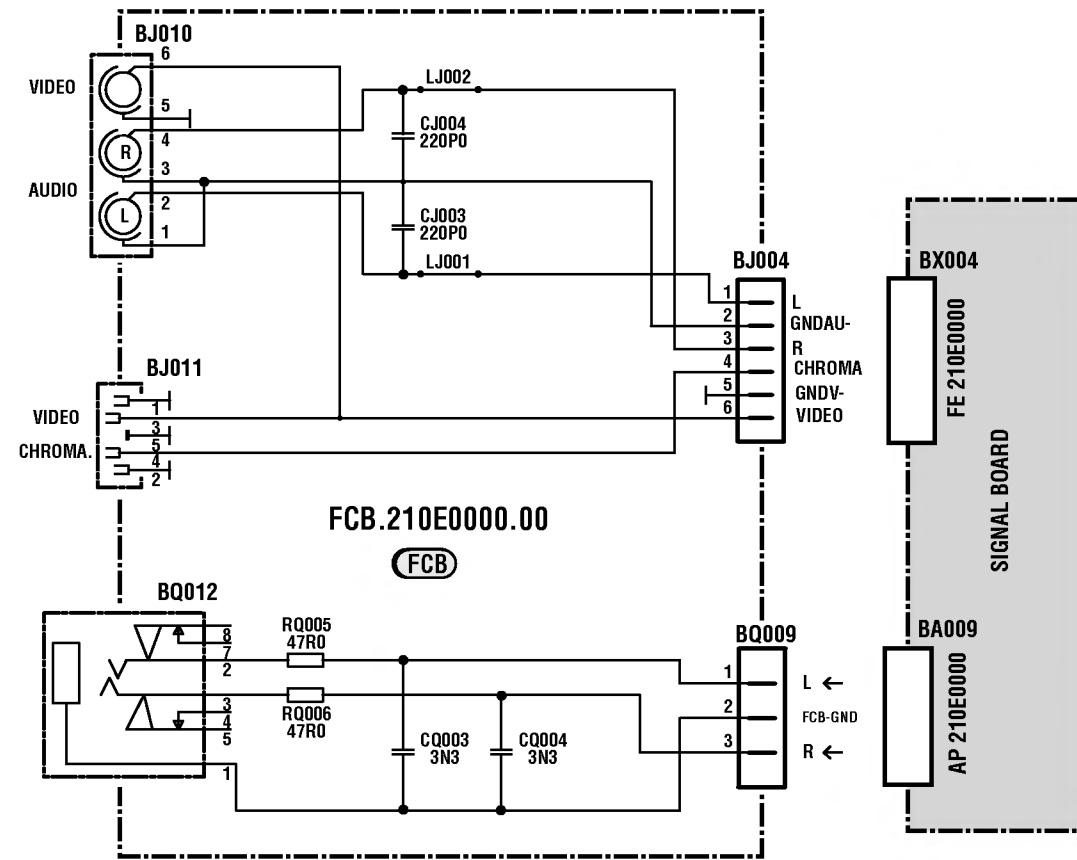 BJ010
6
VIDEO
5
4
R
3
AUDIO
2
L
1
LJ002
CJ004
220P0
CJ003
220P0
LJ001
BJ004
1 L
2 GNDAU-
3 R
4 CHROMA
5 GNDV-
6 VIDEO
BX004
FE 210E0000
SIGNAL BOARD
BJ011
1
VIDEO
3
5
CHROMA.
4
2
FCB.210E0000.00
FCB
BQ012
8
7
2
3
4
5
1
RQ005
47R0
RQ006
47R0
CQ003
3N3
CQ004
3N3
BQ009
1 L ←
2 FCB-GND
3 R ←
BA009
AP 210E0000